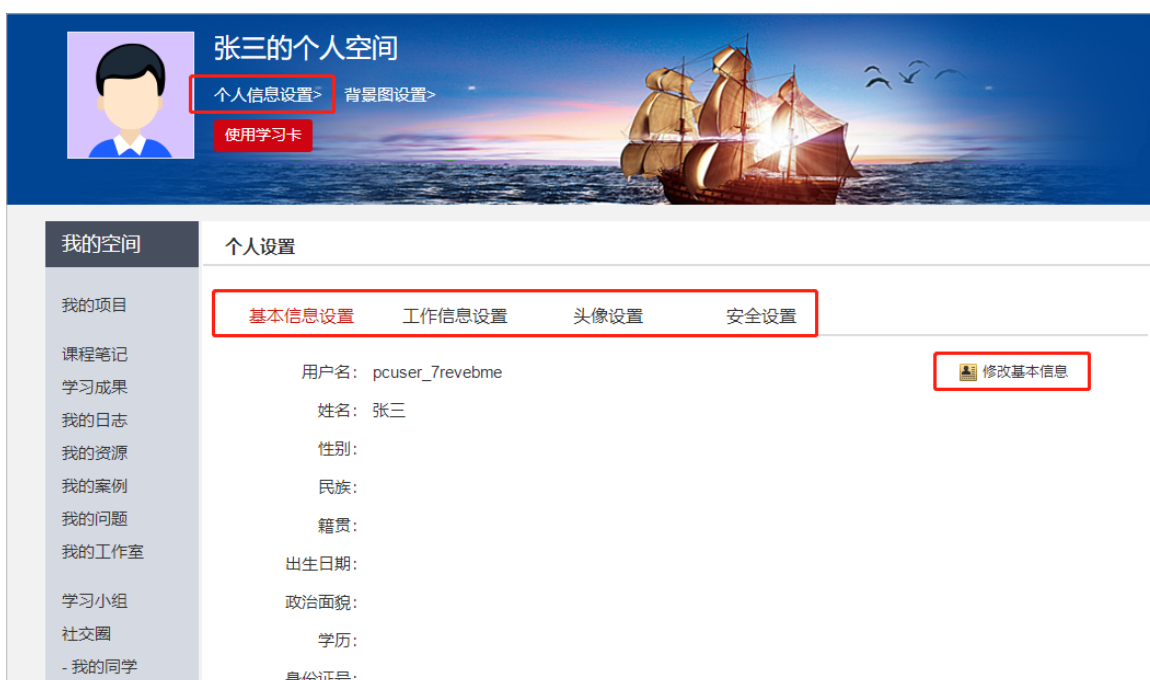 张三的个人空间
个人信息设置> 背景图设置>
使用学习卡
我的空间
我的项目
课程笔记
学习成果
我的日志
我的资源
我的案例
我的问题
我的工作室
学习小组
社交圈
- 我的同学
个人设置
基本信息设置 工作信息设置 头像设置 安全设置
修改基本信息
用户名: pcuser_7revebme
姓名: 张三
性别:
民族:
籍贯:
出生日期:
政治面貌:
学历:
身份证号: